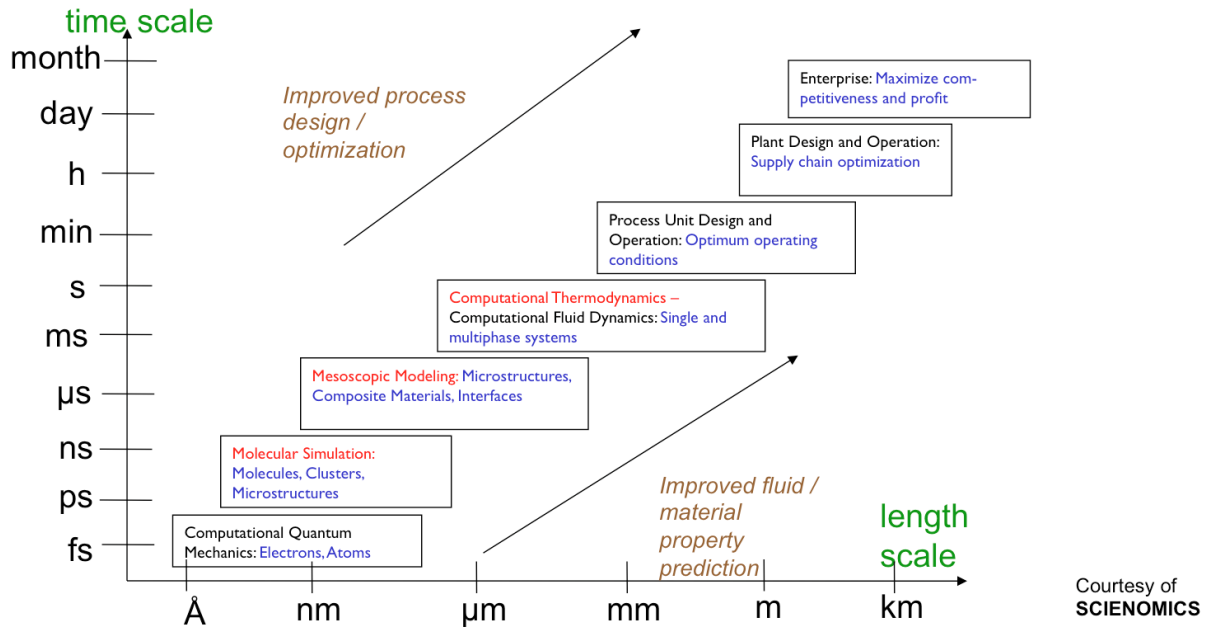 time scale
month
day
h
min
s
ms
µs
ns
ps
fs
Improved process
design /
optimization
Enterprise: Maximize com-
petitiveness and profit
Plant Design and Operation:
Supply chain optimization
Process Unit Design and
Operation: Optimum operating
conditions
Computational Thermodynamics –
Computational Fluid Dynamics: Single and
multiphase systems
Mesoscopic Modeling: Microstructures,
Composite Materials, Interfaces
Molecular Simulation:
Molecules, Clusters,
Microstructures
Computational Quantum
Mechanics: Electrons, Atoms
Improved fluid /
material
property
prediction
length
scale
Å
nm
µm
mm
m
km
Courtesy of
SCIENOMICS